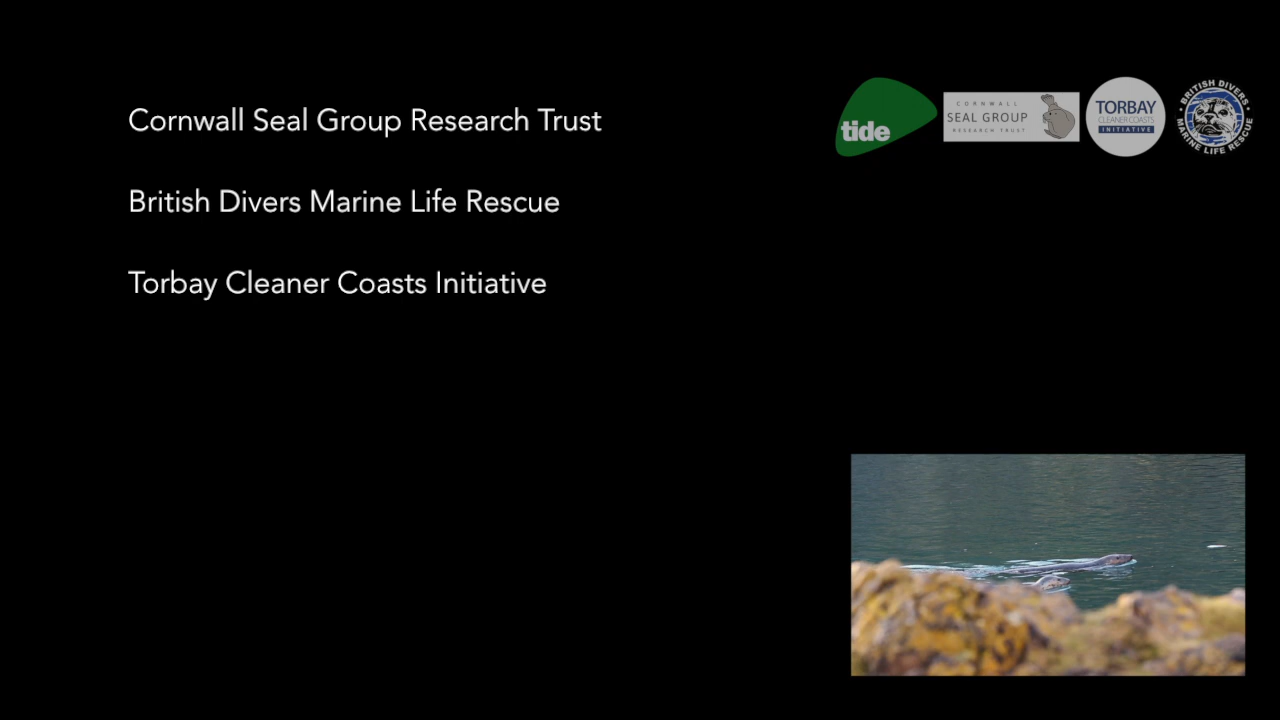 Cornwall Seal Group Research Trust
British Divers Marine Life Rescue
Torbay Cleaner Coasts Initiative
tide
CORNWALL
SEAL GROUP
RESEARCH TRUST
TORBAY
CLEANER COASTS
INITIATIVE
BRITISH DIVERS
MARINE LIFE RESCUE